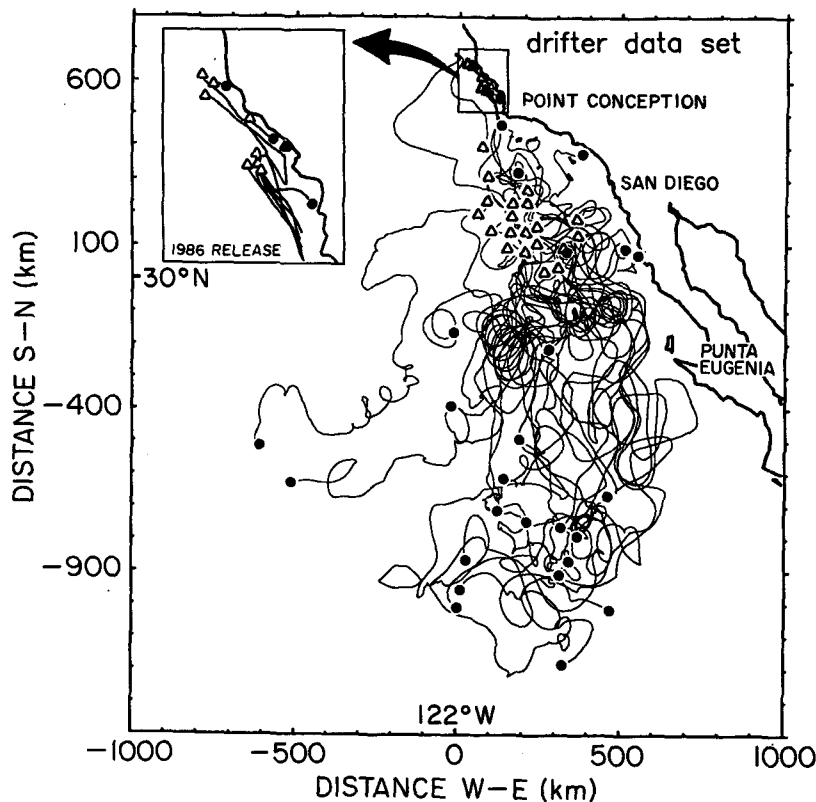 drifter data set
POINT CONCEPTION
SAN DIEGO
PUNTA
EUGENIA
1986 RELEASE
30°N
122°W
600
100
−400
−900
DISTANCE S−N (km)
−1000
−500
0
500
1000
DISTANCE W−E (km)